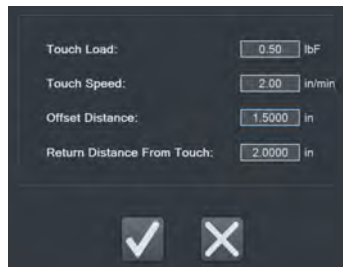 Touch Load: 0.50 lbF
Touch Speed: 2.00 in/min
Offset Distance: 1.5000 in
Return Distance From Touch: 2.0000 in